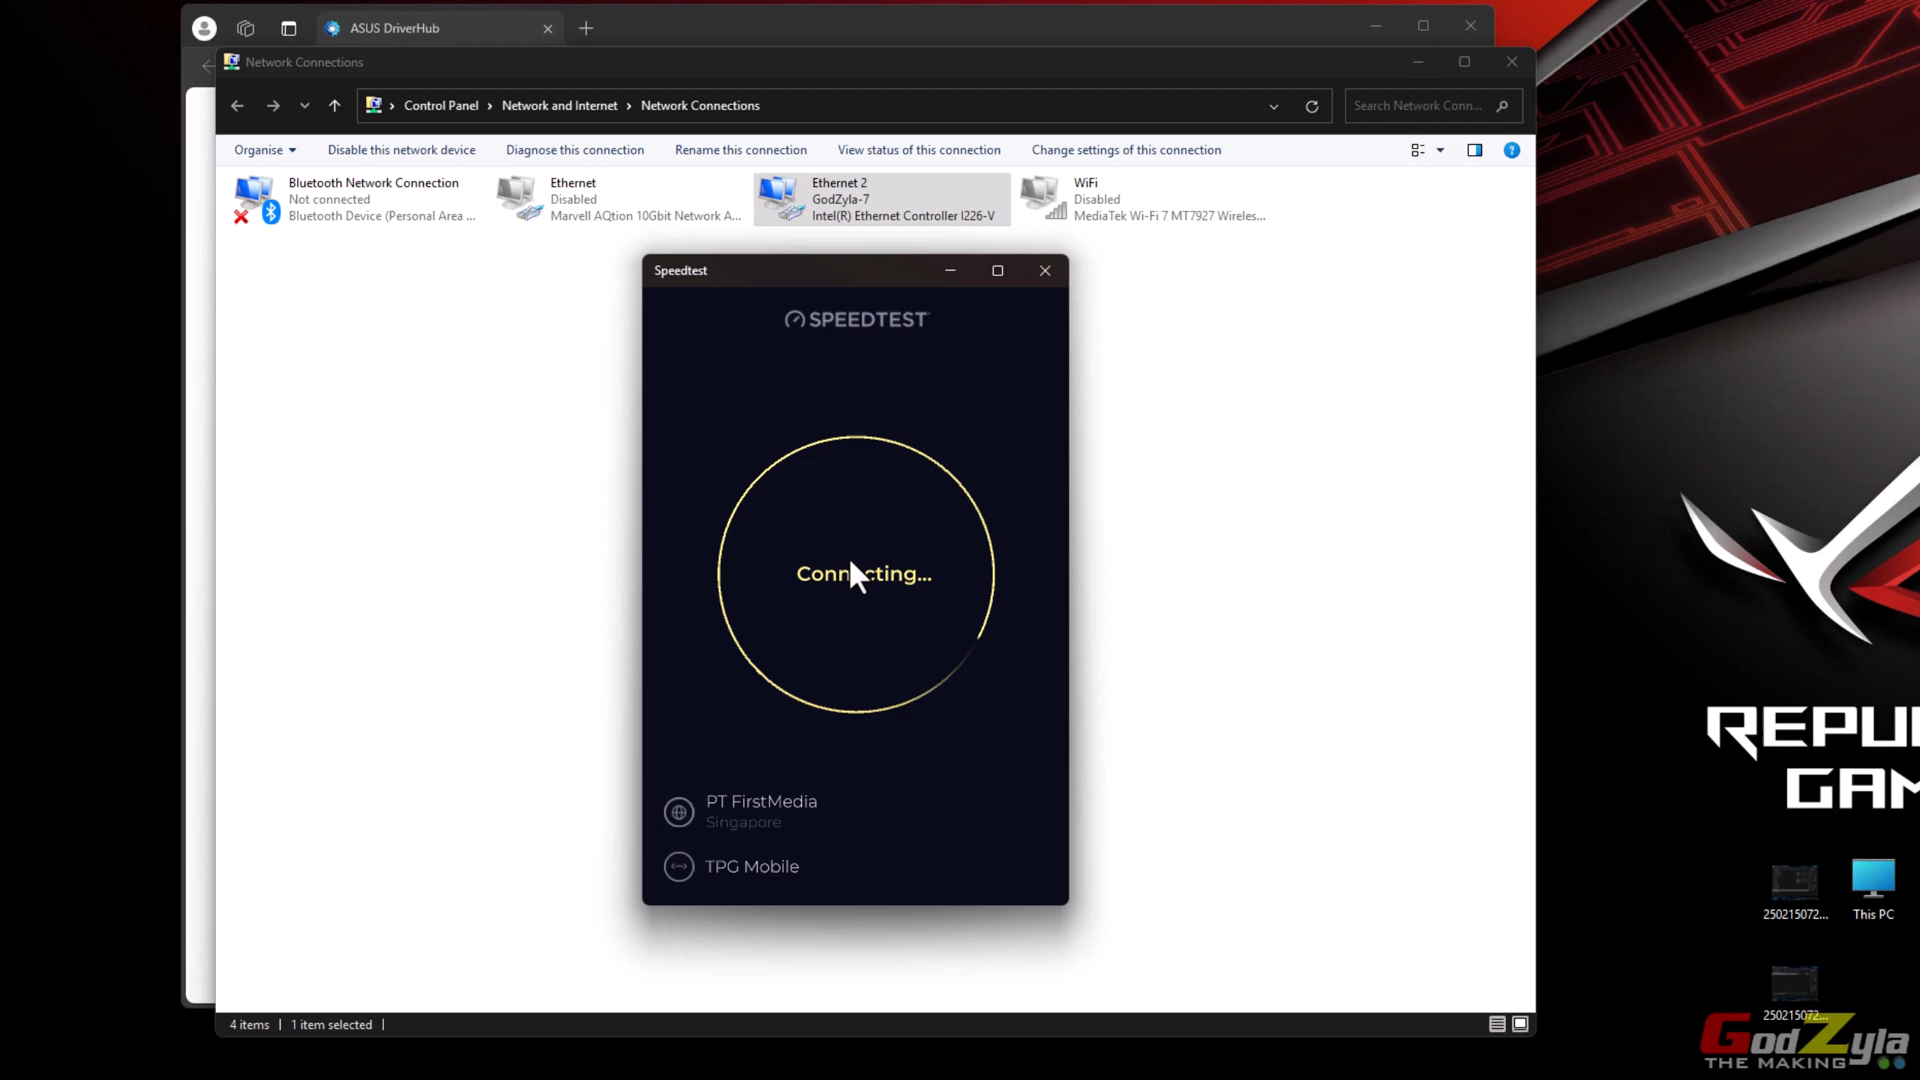 ASUS DriverHub
Network Connections
Control Panel
Network and Internet
Network Connections
Search Network Conn...
Organise
Disable this network device
Diagnose this connection
Rename this connection
View status of this connection
Change settings of this connection
Bluetooth Network Connection
Not connected
Bluetooth Device (Personal Area ...
Ethernet
Disabled
Marvell AQtion 10Gbit Network A...
Ethernet 2
GodZyla-7
Intel(R) Ethernet Controller I226-V
WiFi
Disabled
MediaTek Wi-Fi 7 MT7927 Wireles...
Speedtest
SPEEDTEST
Connecting...
PT FirstMedia
Singapore
TPG Mobile
REPU
GAM
250215072...
This PC
250215072...
4 items
1 item selected
GodZyla
THE MAKING